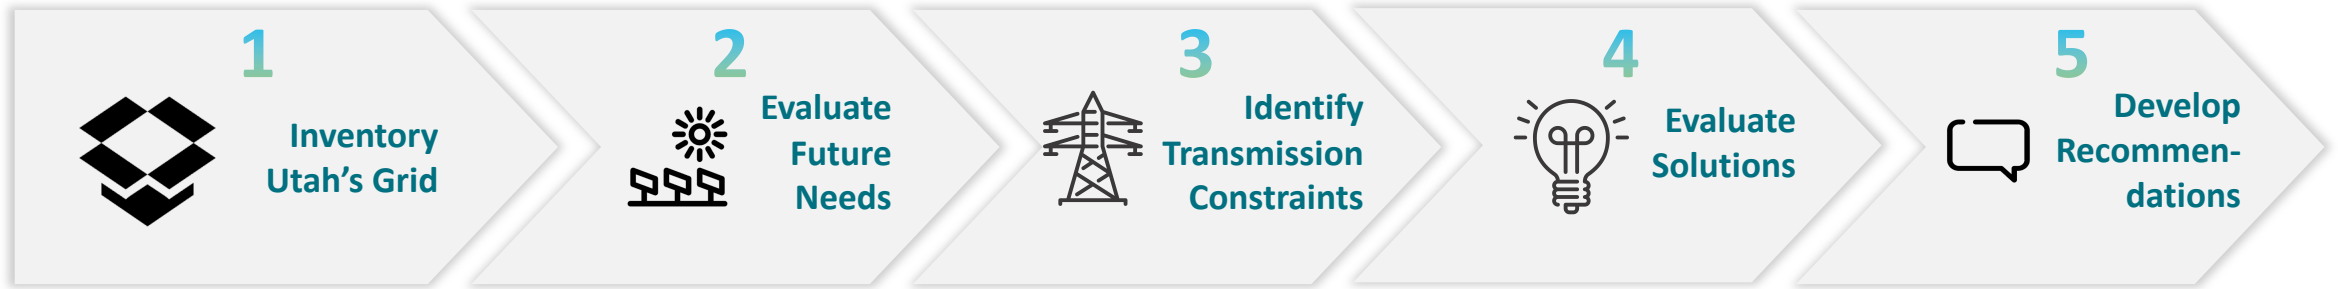 1
Inventory
Utah's Grid
2
Evaluate
Future
Needs
3
Identify
Transmission
Constraints
4
Evaluate
Solutions
5
Develop
Recommen-
dations